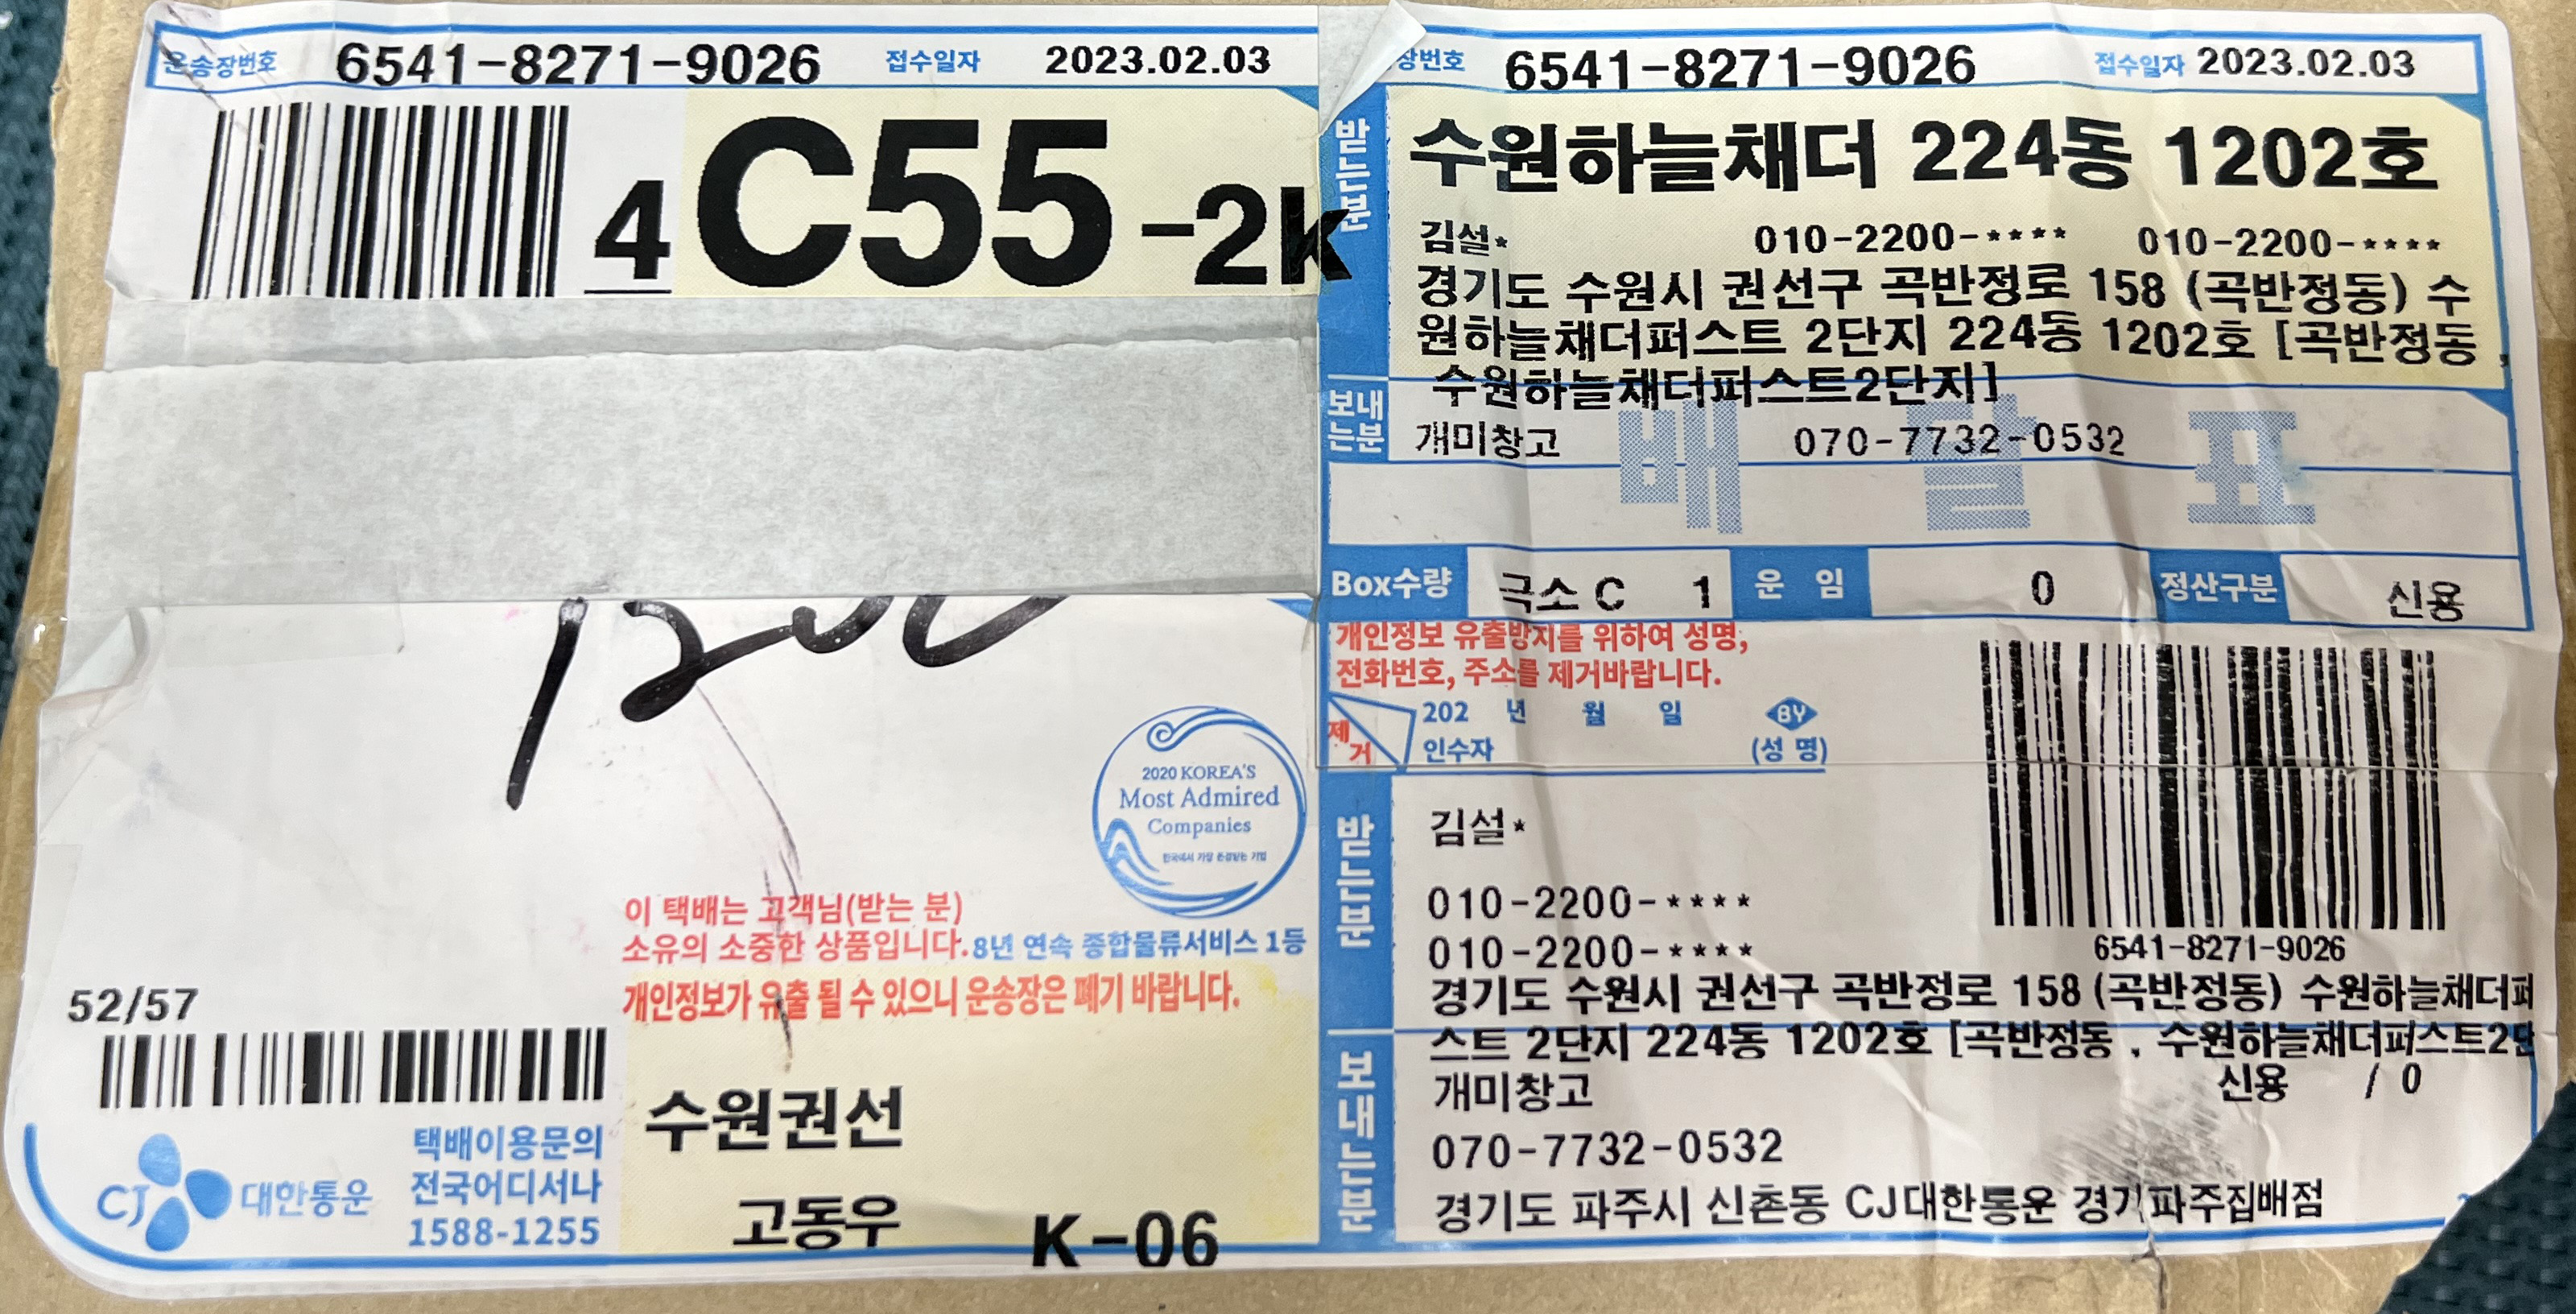 운송장번호 6541-8271-9026 접수일자 2023.02.03
4 C55 -2k
장번호 6541-8271-9026 접수일자 2023.02.03
받는분
수원하늘채더 224동 1202호
김설* 010-2200-**** 010-2200-****
경기도 수원시 권선구 곡반정로 158 (곡반정동) 수
원하늘채더퍼스트 2단지 224동 1202호 [곡반정동 ,
수원하늘채더퍼스트2단지]
보내는분
개미창고 070-7732-0532
배 달 표
Box수량 극소 C 1 운 임 0 정산구분 신용
개인정보 유출방지를 위하여 성명,
전화번호, 주소를 제거바랍니다.
제거
202 년 월 일 BY
인수자 (성 명)
6541-8271-9026
받는분
김설*
010-2200-****
010-2200-****
경기도 수원시 권선구 곡반정로 158 (곡반정동) 수원하늘채더퍼
스트 2단지 224동 1202호 [곡반정동 , 수원하늘채더퍼스트2단
신용 / 0
보내는분
개미창고
070-7732-0532
경기도 파주시 신촌동 CJ대한통운 경기파주집배점
2020 KOREA'S
Most Admired
Companies
한국에서 가장 존경받는 기업
이 택배는 고객님(받는 분)
소유의 소중한 상품입니다. 8년 연속 종합물류서비스 1등
개인정보가 유출 될 수 있으니 운송장은 폐기 바랍니다.
52/57
CJ 대한통운
택배이용문의
전국어디서나
1588-1255
수원권선
고동우 K-06